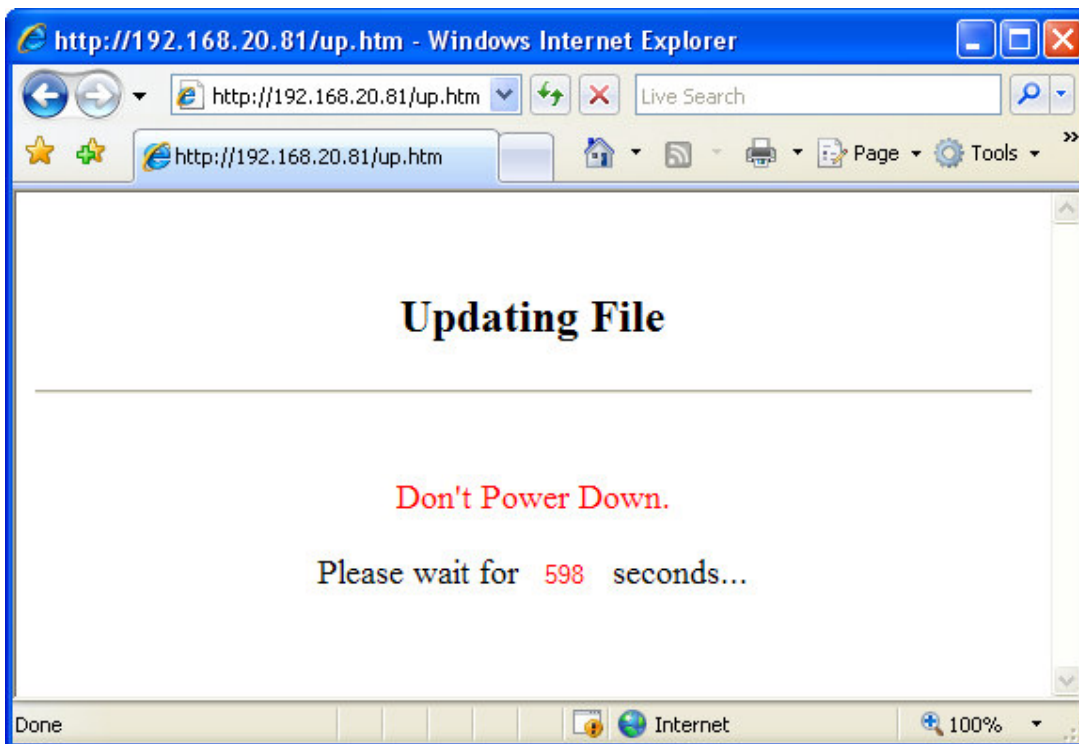 http://192.168.20.81/up.htm - Windows Internet Explorer
http://192.168.20.81/up.htm
Live Search
http://192.168.20.81/up.htm
Page
Tools
»
Updating File
Don't Power Down.
Please wait for 598 seconds...
Done
Internet
100%